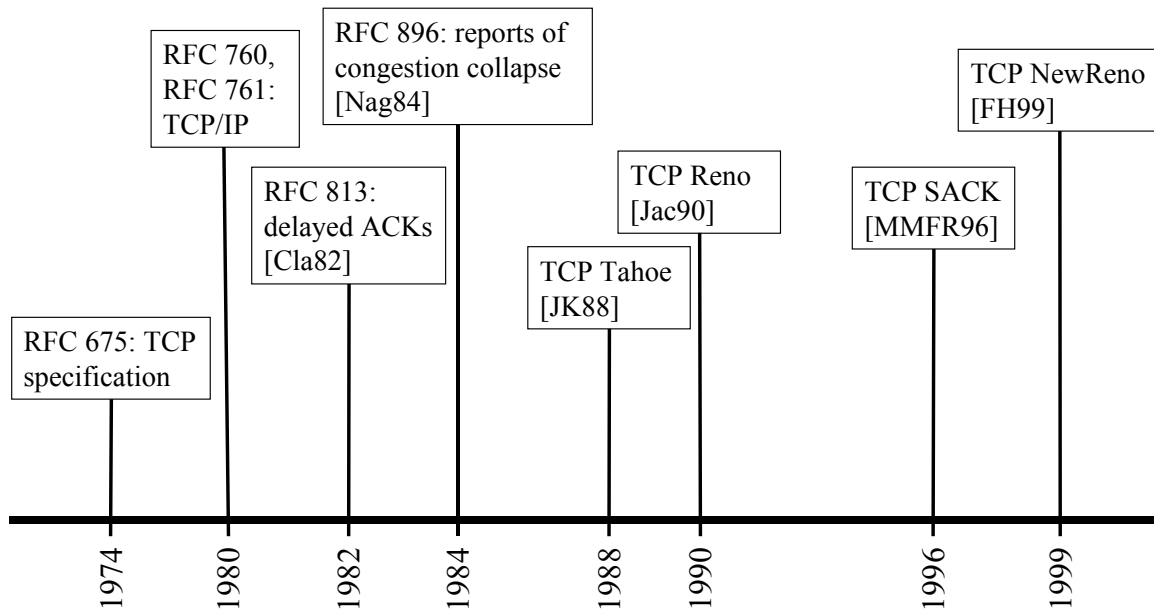 RFC 675: TCP
specification
RFC 760,
RFC 761:
TCP/IP
RFC 813:
delayed ACKs
[Cla82]
RFC 896: reports of
congestion collapse
[Nag84]
TCP Tahoe
[JK88]
TCP Reno
[Jac90]
TCP SACK
[MMFR96]
TCP NewReno
[FH99]
1974
1980
1982
1984
1988
1990
1996
1999